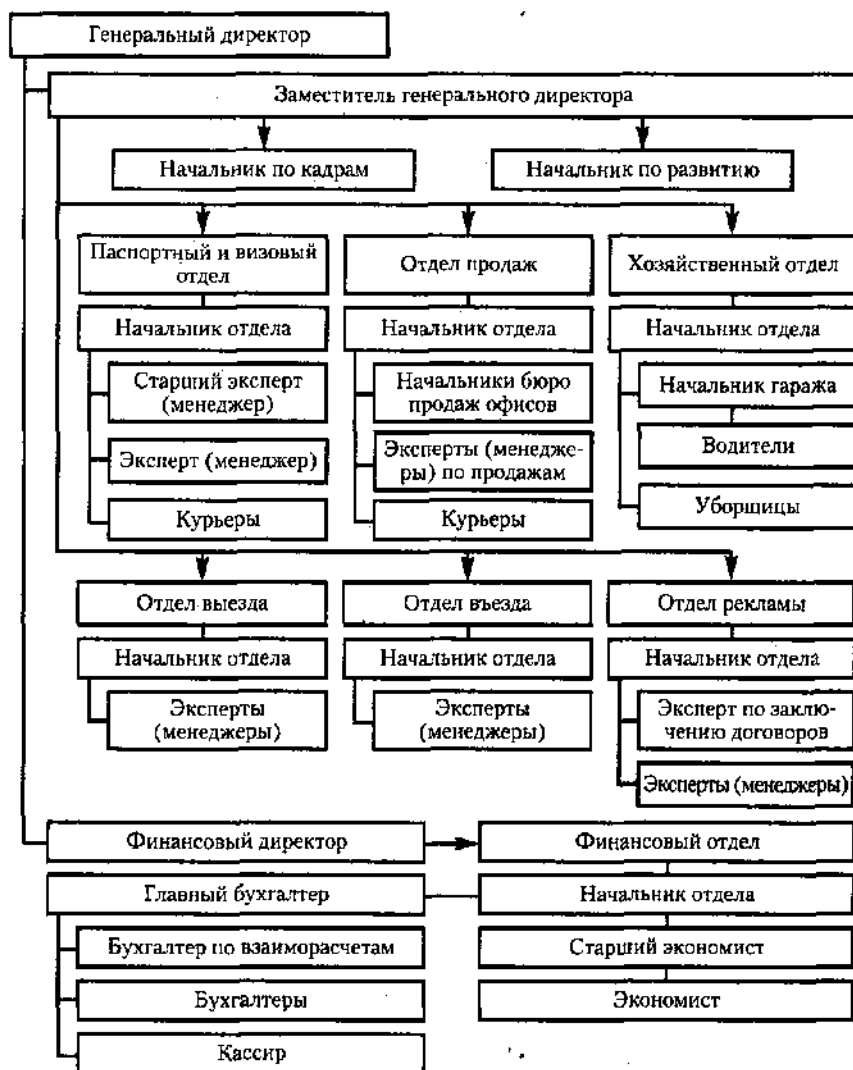 Генеральный директор
Заместитель генерального директора
Начальник по кадрам
Начальник по развитию
Паспортный и визовый
отдел
Отдел продаж
Хозяйственный отдел
Начальник отдела
Начальник отдела
Начальник отдела
Старший эксперт
(менеджер)
Начальники бюро
продаж офисов
Начальник гаража
Эксперт (менеджер)
Эксперты (менедже-
ры) по продажам
Водители
Курьеры
Курьеры
Уборщицы
Отдел выезда
Отдел въезда
Отдел рекламы
Начальник отдела
Начальник отдела
Начальник отдела
Эксперты
(менеджеры)
Эксперты
(менеджеры)
Эксперт по заклю-
чению договоров
Эксперты (менеджеры)
Финансовый директор
Финансовый отдел
Главный бухгалтер
Начальник отдела
Бухгалтер по взаиморасчетам
Старший экономист
Бухгалтеры
Экономист
Кассир